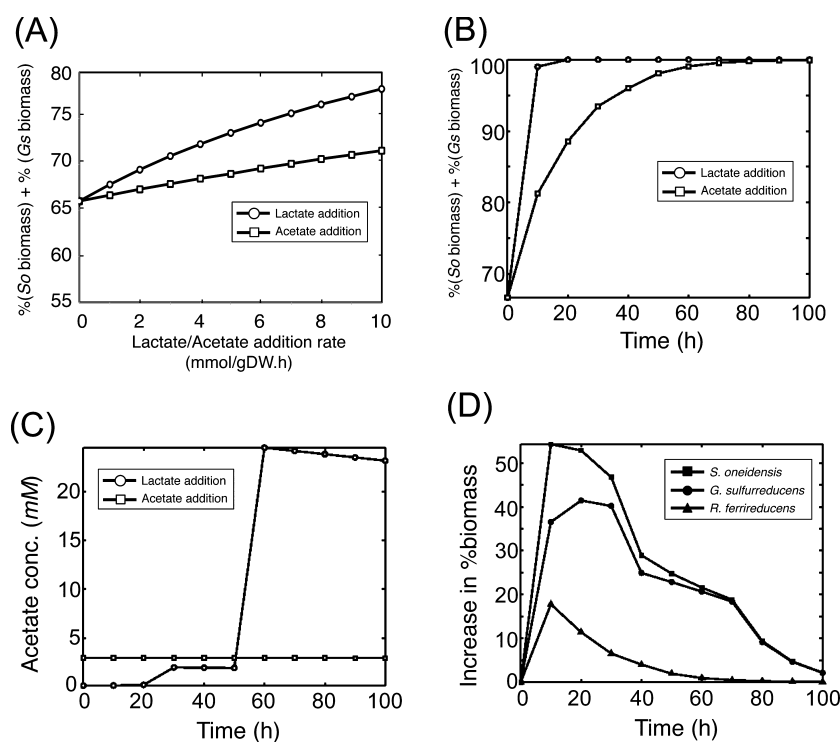 (A)
%(So biomass) + % (Gs biomass)
80
75
70
65
60
55
Lactate addition
Acetate addition
0 2 4 6 8 10
Lactate/Acetate addition rate
(mmol/gDW.h)
(B)
%(So biomass) + %(Gs biomass)
100
90
80
70
Lactate addition
Acetate addition
0 20 40 60 80 100
Time (h)
(C)
Acetate conc. (mM)
20
15
10
5
0
Lactate addition
Acetate addition
0 20 40 60 80 100
Time (h)
(D)
Increase in %biomass
50
40
30
20
10
0
S. oneidensis
G. sulfurreducens
R. ferrireducens
0 20 40 60 80 100
Time (h)